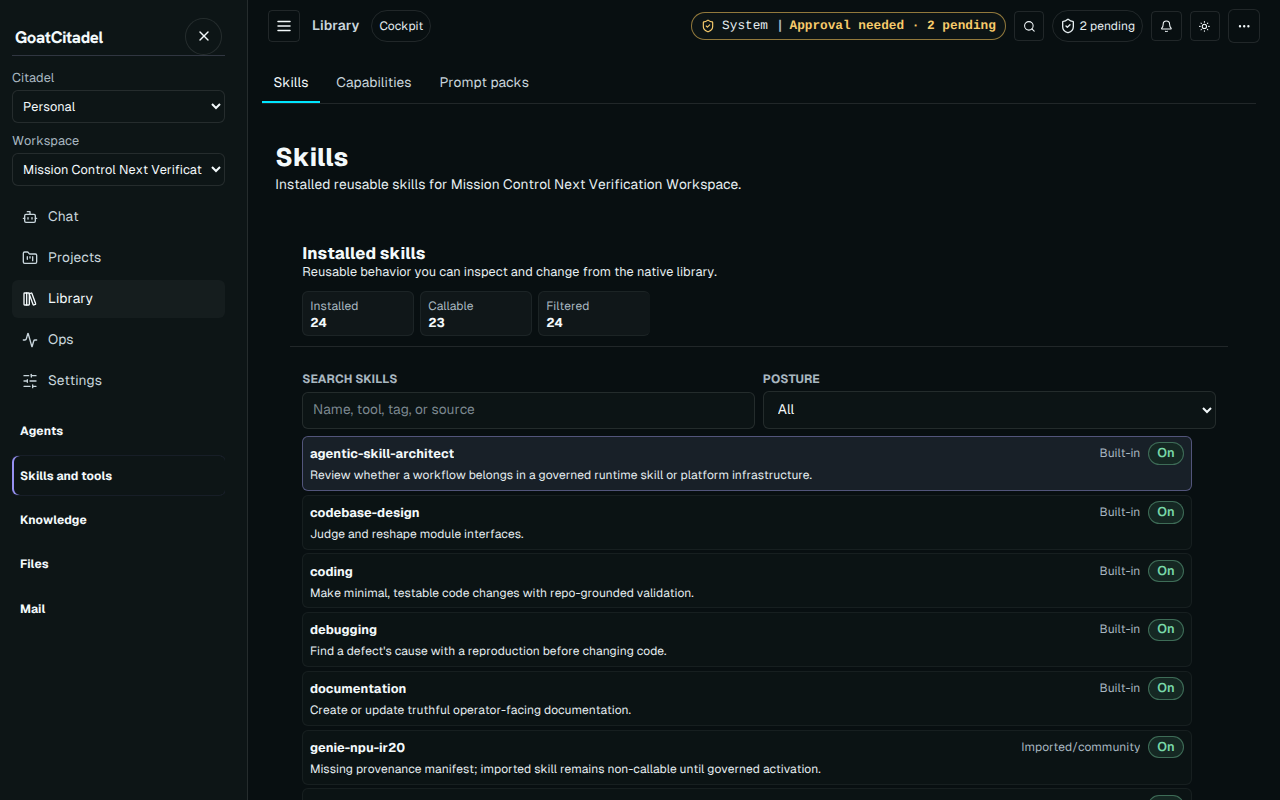 GoatCitadel
Citadel
Personal
Workspace
Mission Control Next Verificat
Chat
Projects
Library
Ops
Settings
Agents
Skills and tools
Knowledge
Files
Mail
Library
Cockpit
System | Approval needed · 2 pending
2 pending
Skills
Capabilities
Prompt packs
Skills
Installed reusable skills for Mission Control Next Verification Workspace.
Installed skills
Reusable behavior you can inspect and change from the native library.
Installed
24
Callable
23
Filtered
24
SEARCH SKILLS
Name, tool, tag, or source
POSTURE
All
agentic-skill-architect
Built-in
On
Review whether a workflow belongs in a governed runtime skill or platform infrastructure.
codebase-design
Built-in
On
Judge and reshape module interfaces.
coding
Built-in
On
Make minimal, testable code changes with repo-grounded validation.
debugging
Built-in
On
Find a defect's cause with a reproduction before changing code.
documentation
Built-in
On
Create or update truthful operator-facing documentation.
genie-npu-ir20
Imported/community
On
Missing provenance manifest; imported skill remains non-callable until governed activation.